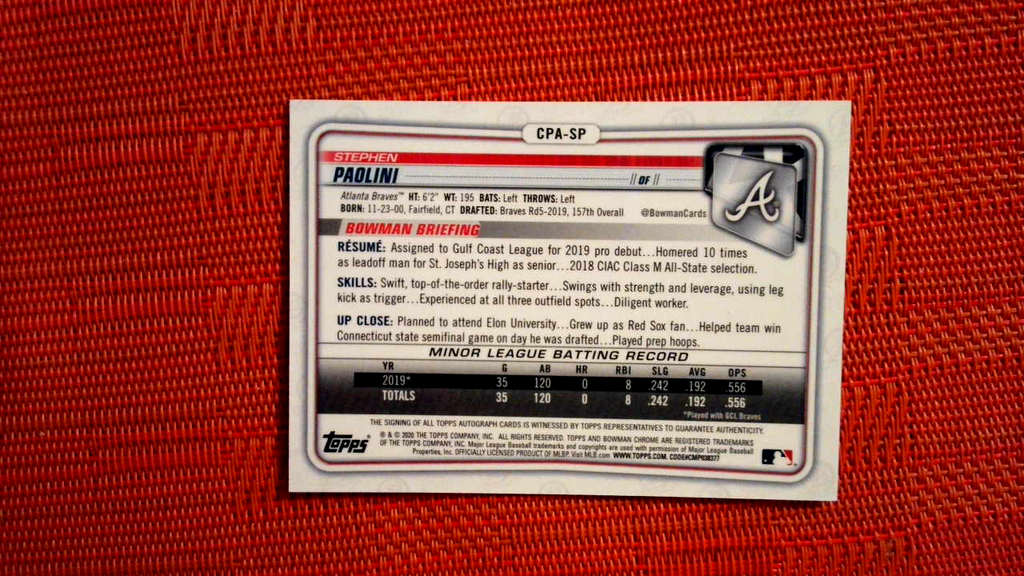 CPA-SP
STEPHEN
PAOLINI // OF //
Atlanta Braves™ HT: 6'2" WT: 195 BATS: Left THROWS: Left
BORN: 11-23-00, Fairfield, CT DRAFTED: Braves Rd5-2019, 157th Overall @BowmanCards
A
BOWMAN BRIEFING
RÉSUMÉ: Assigned to Gulf Coast League for 2019 pro debut...Homered 10 times
as leadoff man for St. Joseph's High as senior...2018 CIAC Class M All-State selection.
SKILLS: Swift, top-of-the-order rally-starter...Swings with strength and leverage, using leg
kick as trigger...Experienced at all three outfield spots...Diligent worker.
UP CLOSE: Planned to attend Elon University...Grew up as Red Sox fan...Helped team win
Connecticut state semifinal game on day he was drafted...Played prep hoops.
MINOR LEAGUE BATTING RECORD
YR G AB HR RBI SLG AVG OPS
2019* 35 120 0 8 .242 .192 .556
TOTALS 35 120 0 8 .242 .192 .556
*Played with GCL Braves
THE SIGNING OF ALL TOPPS AUTOGRAPH CARDS IS WITNESSED BY TOPPS REPRESENTATIVES TO GUARANTEE AUTHENTICITY.
topps
® & © 2020 THE TOPPS COMPANY, INC. ALL RIGHTS RESERVED. TOPPS AND BOWMAN CHROME ARE REGISTERED TRADEMARKS
OF THE TOPPS COMPANY, INC. Major League Baseball trademarks and copyrights are used with permission of Major League Baseball
Properties, Inc. OFFICIALLY LICENSED PRODUCT OF MLBP. Visit MLB.com WWW.TOPPS.COM. CODE#CMP038377